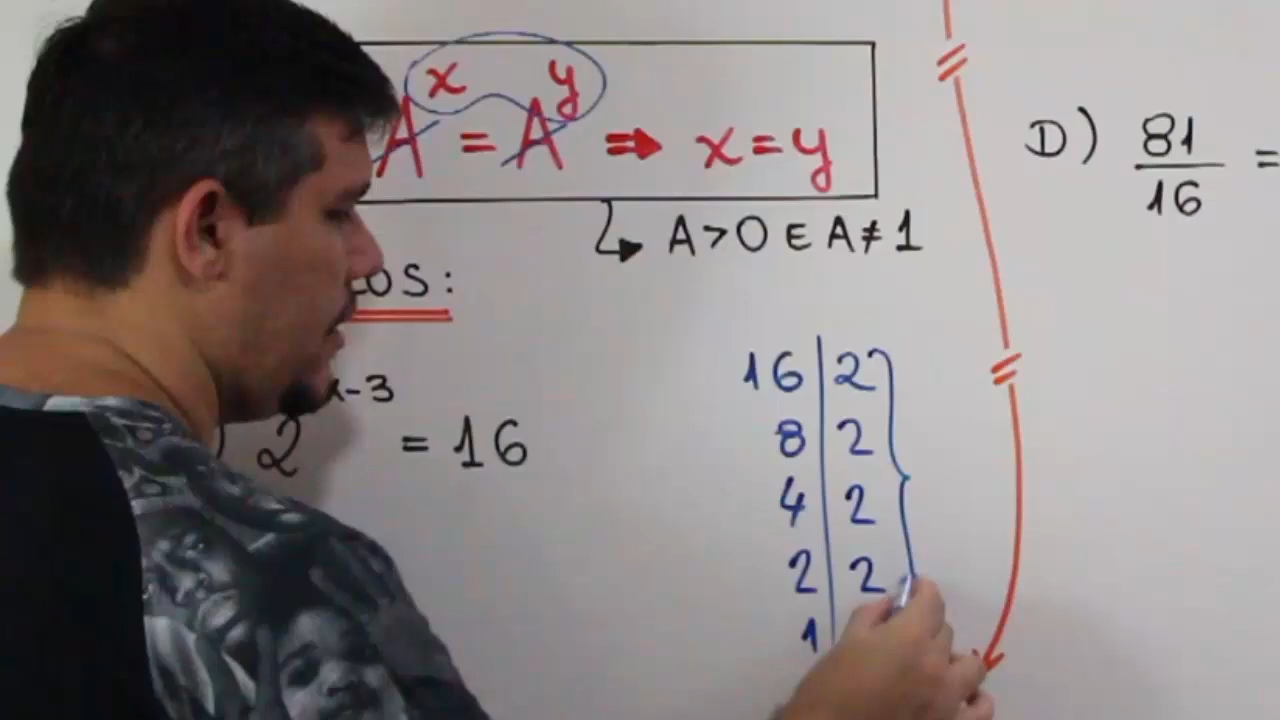 A^x = A^y ⇒ x = y
A > 0 E A ≠ 1
OS:
) 2^{x-3} = 16
16 | 2
8 | 2
4 | 2
2 | 2
1 |
D) 81/16 =